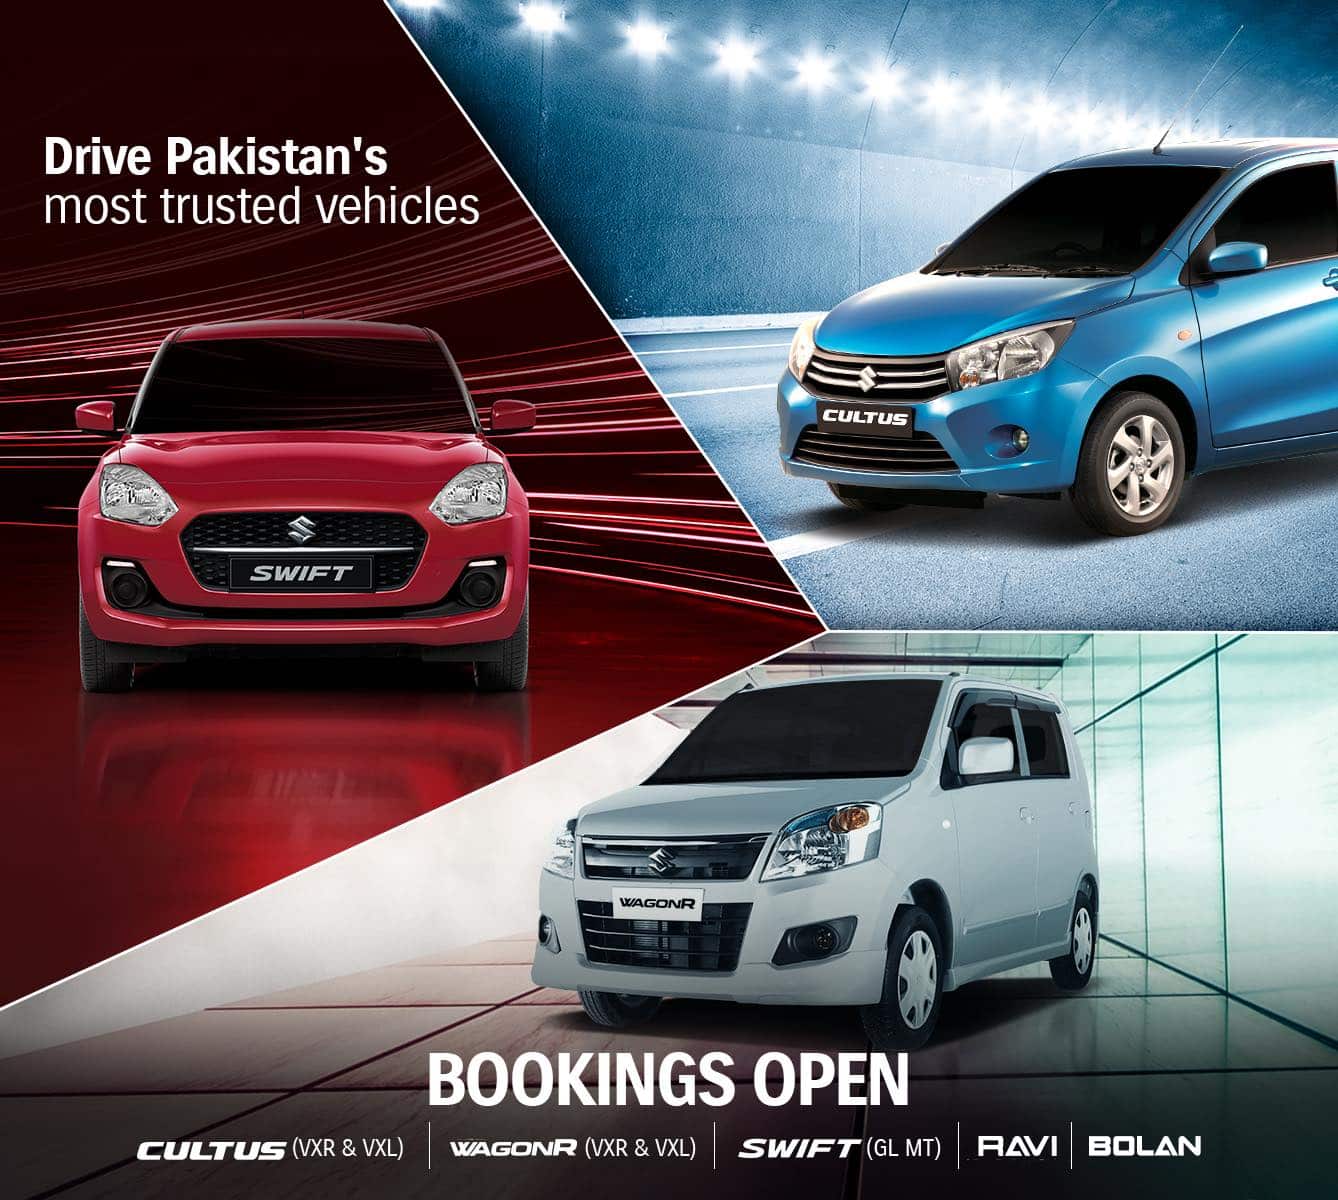 Drive Pakistan's
most trusted vehicles
CULTUS
SWIFT
WAGONR
BOOKINGS OPEN
CULTUS (VXR & VXL) | WAGONR (VXR & VXL) | SWIFT (GL MT) | RAVI | BOLAN